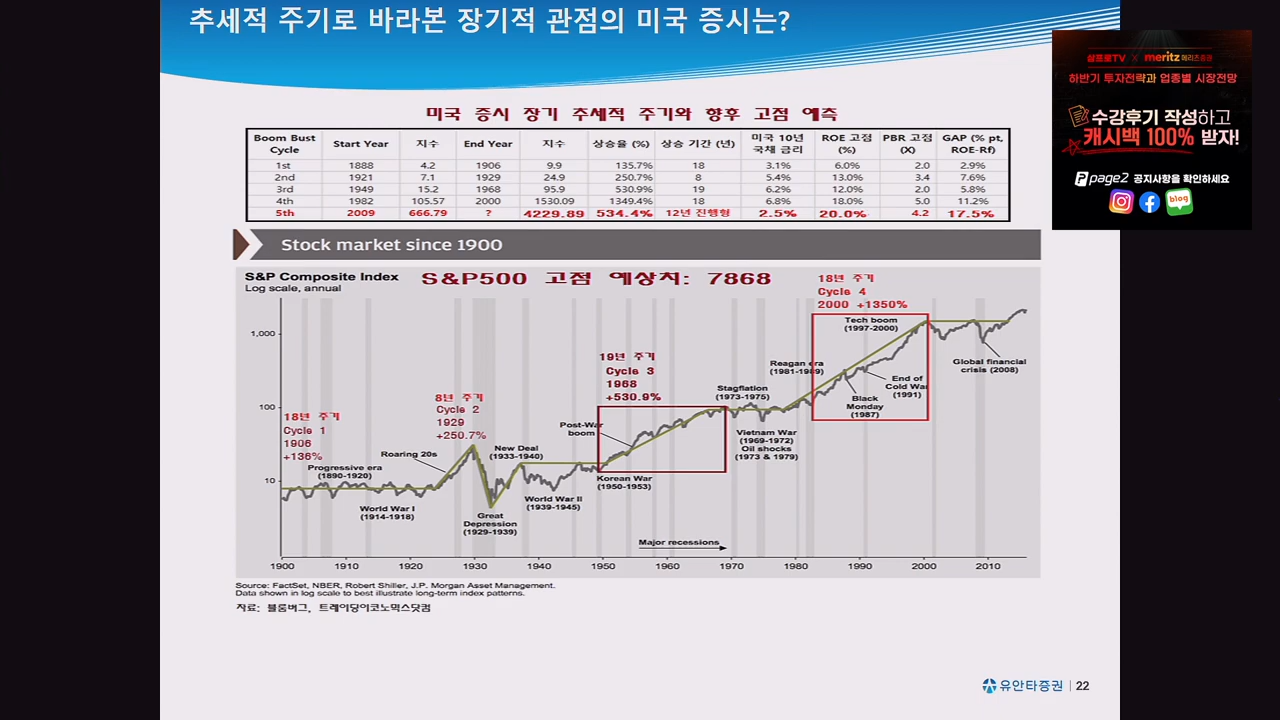 추세적 주기로 바라본 장기적 관점의 미국 증시는?
삼프로TV X meritz 메리츠증권
하반기 투자전략과 업종별 시장전망
수강후기 작성하고
캐시백 100% 받자!
page2 공지사항을 확인하세요
blog
미국 증시 장기 추세적 주기와 향후 고점 예측
Boom Bust Cycle Start Year 지수 End Year 지수 상승율 (%) 상승 기간 (년) 미국 10년 국채 금리 ROE 고점 (%) PBR 고점 (X) GAP (% pt, ROE-Rf)
1st 1888 4.2 1906 9.9 135.7% 18 3.1% 6.0% 2.0 2.9%
2nd 1921 7.1 1929 24.9 250.7% 8 5.4% 13.0% 3.4 7.6%
3rd 1949 15.2 1968 95.9 530.9% 19 6.2% 12.0% 2.0 5.8%
4th 1982 105.57 2000 1530.09 1349.4% 18 6.8% 18.0% 5.0 11.2%
5th 2009 666.79 ? 4229.89 534.4% 12년 진행형 2.5% 20.0% 4.2 17.5%
Stock market since 1900
S&P Composite Index
Log scale, annual
S&P500 고점 예상치: 7868
18년 주기
Cycle 4
2000 +1350%
Tech boom
(1997-2000)
1,000
19년 주기
Cycle 3
1968
+530.9%
Reagan era
(1981-1989)
Global financial
crisis (2008)
End of
Cold War
(1991)
Stagflation
(1973-1975)
Black
Monday
(1987)
100
8년 주기
Cycle 2
1929
+250.7%
18년 주기
Cycle 1
1906
+136%
Post-War
boom
Vietnam War
(1969-1972)
Oil shocks
(1973 & 1979)
Roaring 20s
New Deal
(1933-1940)
Progressive era
(1890-1920)
Korean War
(1950-1953)
10
World War I
(1914-1918)
World War II
(1939-1945)
Great
Depression
(1929-1939)
Major recessions
1900 1910 1920 1930 1940 1950 1960 1970 1980 1990 2000 2010
Source: FactSet, NBER, Robert Shiller, J.P. Morgan Asset Management.
Data shown in log scale to best illustrate long-term index patterns.
자료: 블룸버그, 트레이딩이코노믹스닷컴
유안타증권 | 22